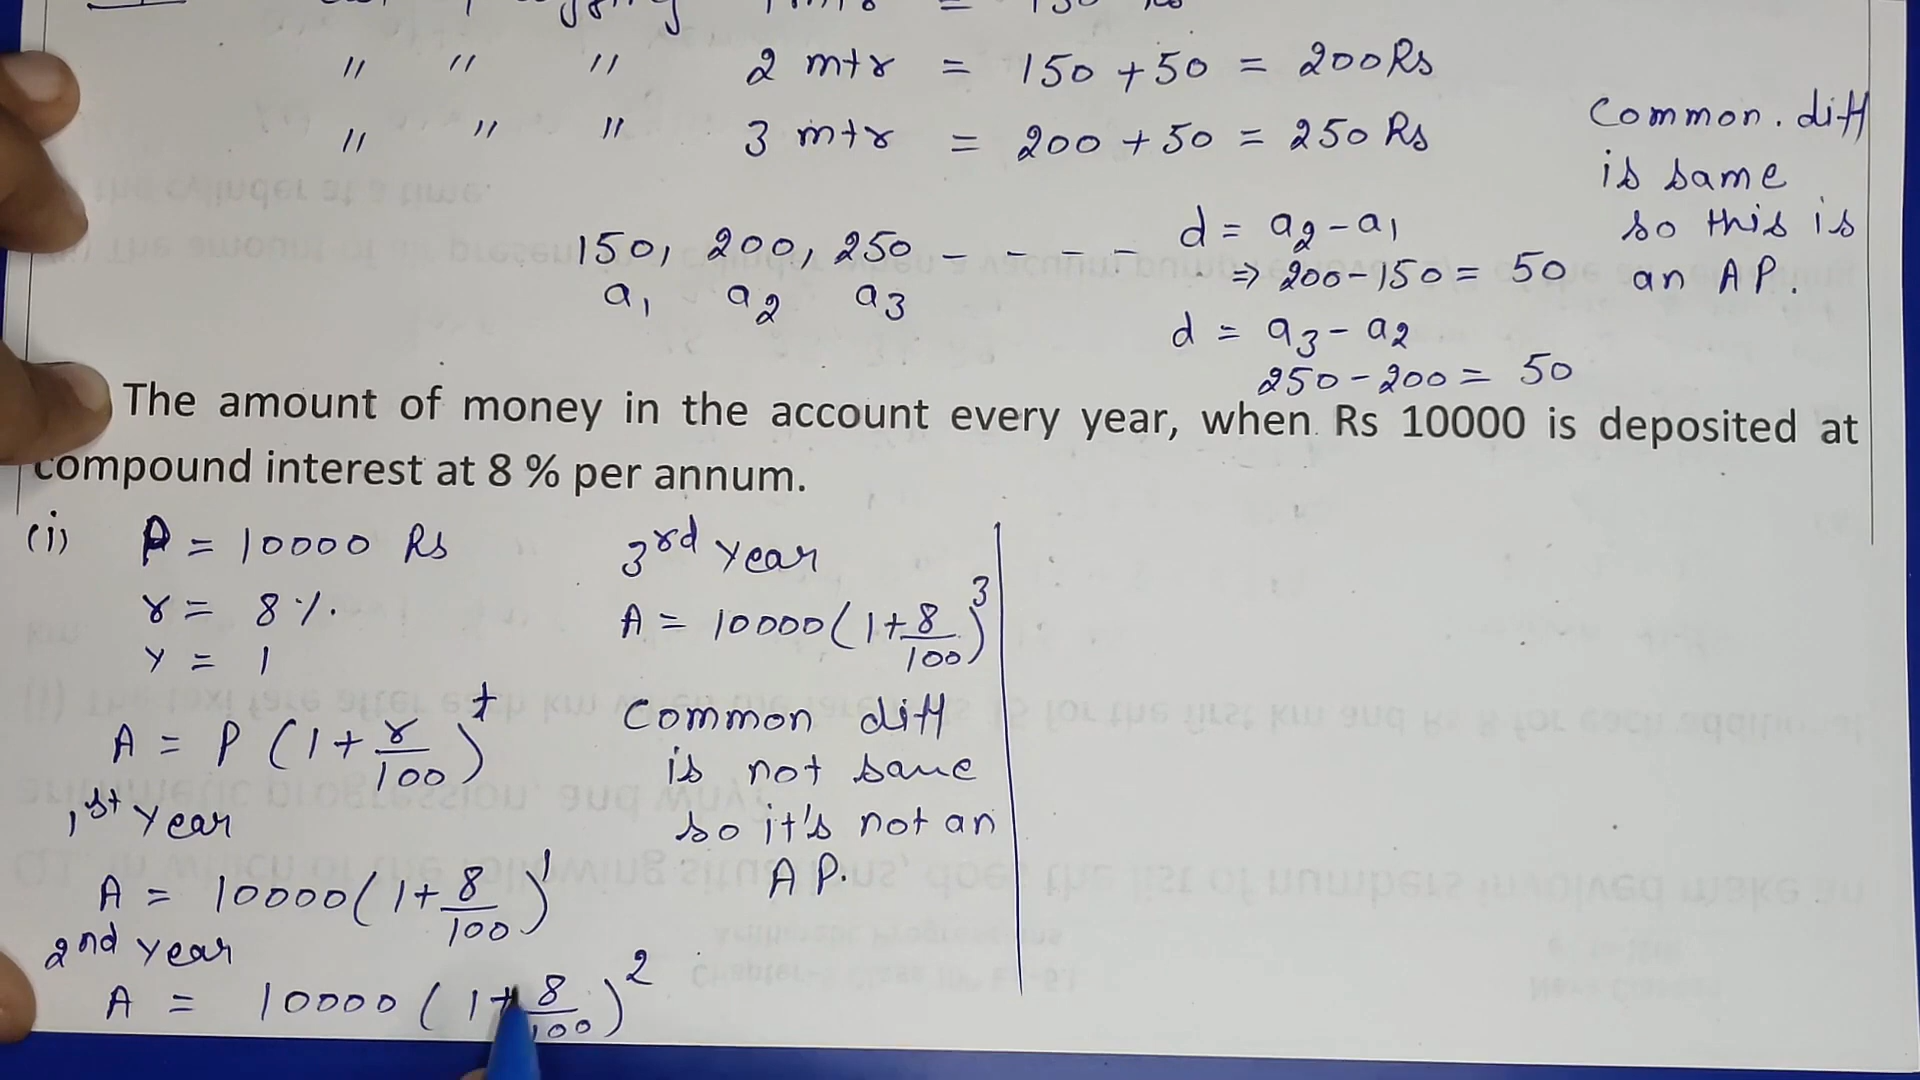 " " " 2 mtr = 150 + 50 = 200 Rs
" " " 3 mtr = 200 + 50 = 250 Rs
150, 200, 250 - - - -
a1 a2 a3
d = a2 - a1
⇒ 200 - 150 = 50
d = a3 - a2
250 - 200 = 50
Common. diff
is same
so this is
an AP.
The amount of money in the account every year, when Rs 10000 is deposited at
compound interest at 8 % per annum.
(i) P = 10000 Rs
r = 8 %.
Y = 1
A = P (1 + r/100)^t
1st Year
A = 10000 (1 + 8/100)^1
2nd Year
A = 10000 (1 + 8/100)^2
3rd Year
A = 10000 (1 + 8/100)^3
Common diff
is not same
so it's not an
AP.